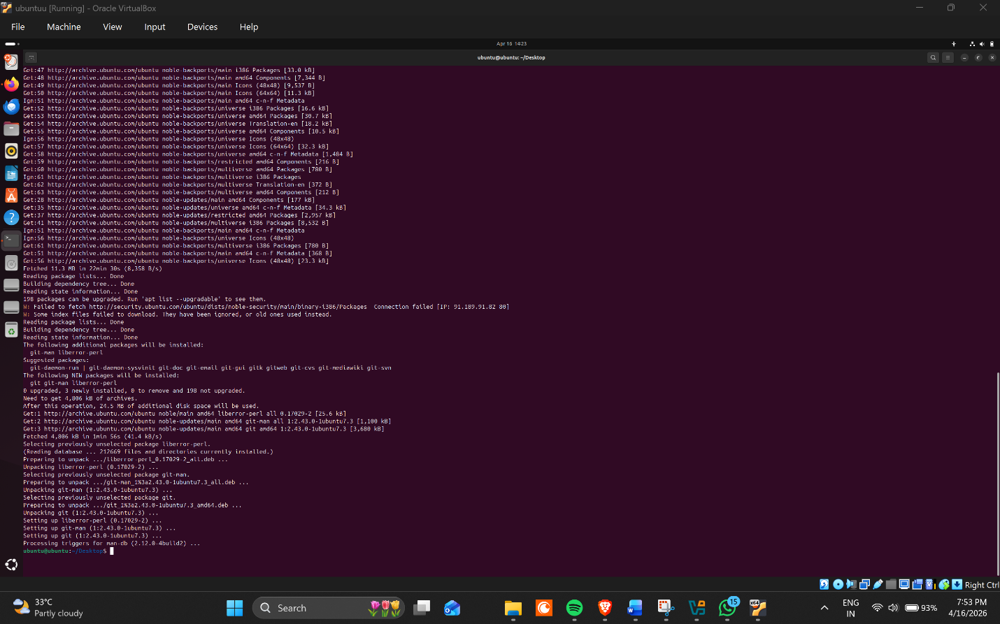 ubuntuu [Running] - Oracle VirtualBox
File Machine View Input Devices Help
Apr 16 14:23
ubuntu@ubuntu: ~/Desktop
Get:47 http://archive.ubuntu.com/ubuntu noble-backports/main i386 Packages [33.0 kB]
Get:48 http://archive.ubuntu.com/ubuntu noble-backports/main amd64 Components [7,344 B]
Get:49 http://archive.ubuntu.com/ubuntu noble-backports/main Icons (48x48) [9,537 B]
Get:50 http://archive.ubuntu.com/ubuntu noble-backports/main Icons (64x64) [11.3 kB]
Ign:51 http://archive.ubuntu.com/ubuntu noble-backports/main amd64 c-n-f Metadata
Get:52 http://archive.ubuntu.com/ubuntu noble-backports/universe i386 Packages [16.6 kB]
Get:53 http://archive.ubuntu.com/ubuntu noble-backports/universe amd64 Packages [30.7 kB]
Get:54 http://archive.ubuntu.com/ubuntu noble-backports/universe Translation-en [18.2 kB]
Get:55 http://archive.ubuntu.com/ubuntu noble-backports/universe amd64 Components [10.5 kB]
Ign:56 http://archive.ubuntu.com/ubuntu noble-backports/universe Icons (48x48)
Get:57 http://archive.ubuntu.com/ubuntu noble-backports/universe Icons (64x64) [32.3 kB]
Get:58 http://archive.ubuntu.com/ubuntu noble-backports/universe amd64 c-n-f Metadata [1,484 B]
Get:59 http://archive.ubuntu.com/ubuntu noble-backports/restricted amd64 Components [216 B]
Get:60 http://archive.ubuntu.com/ubuntu noble-backports/multiverse amd64 Packages [780 B]
Ign:61 http://archive.ubuntu.com/ubuntu noble-backports/multiverse i386 Packages
Get:62 http://archive.ubuntu.com/ubuntu noble-backports/multiverse Translation-en [372 B]
Get:63 http://archive.ubuntu.com/ubuntu noble-backports/multiverse amd64 Components [212 B]
Get:28 http://archive.ubuntu.com/ubuntu noble-updates/main amd64 Components [177 kB]
Get:35 http://archive.ubuntu.com/ubuntu noble-updates/universe amd64 c-n-f Metadata [34.3 kB]
Get:37 http://archive.ubuntu.com/ubuntu noble-updates/restricted amd64 Packages [2,957 kB]
Get:41 http://archive.ubuntu.com/ubuntu noble-updates/multiverse i386 Packages [8,532 B]
Ign:51 http://archive.ubuntu.com/ubuntu noble-backports/main amd64 c-n-f Metadata
Ign:56 http://archive.ubuntu.com/ubuntu noble-backports/universe Icons (48x48)
Get:61 http://archive.ubuntu.com/ubuntu noble-backports/multiverse i386 Packages [780 B]
Get:51 http://archive.ubuntu.com/ubuntu noble-backports/main amd64 c-n-f Metadata [368 B]
Get:56 http://archive.ubuntu.com/ubuntu noble-backports/universe Icons (48x48) [23.3 kB]
Fetched 11.3 MB in 22min 30s (8,358 B/s)
Reading package lists... Done
Building dependency tree... Done
Reading state information... Done
198 packages can be upgraded. Run 'apt list --upgradable' to see them.
W: Failed to fetch http://security.ubuntu.com/ubuntu/dists/noble-security/main/binary-i386/Packages  Connection failed [IP: 91.189.91.82 80]
W: Some index files failed to download. They have been ignored, or old ones used instead.
Reading package lists... Done
Building dependency tree... Done
Reading state information... Done
The following additional packages will be installed:
  git-man liberror-perl
Suggested packages:
  git-daemon-run | git-daemon-sysvinit git-doc git-email git-gui gitk gitweb git-cvs git-mediawiki git-svn
The following NEW packages will be installed:
  git git-man liberror-perl
0 upgraded, 3 newly installed, 0 to remove and 198 not upgraded.
Need to get 4,806 kB of archives.
After this operation, 24.5 MB of additional disk space will be used.
Get:1 http://archive.ubuntu.com/ubuntu noble/main amd64 liberror-perl all 0.17029-2 [25.6 kB]
Get:2 http://archive.ubuntu.com/ubuntu noble-updates/main amd64 git-man all 1:2.43.0-1ubuntu7.3 [1,100 kB]
Get:3 http://archive.ubuntu.com/ubuntu noble-updates/main amd64 git amd64 1:2.43.0-1ubuntu7.3 [3,680 kB]
Fetched 4,806 kB in 1min 56s (41.4 kB/s)
Selecting previously unselected package liberror-perl.
(Reading database ... 212669 files and directories currently installed.)
Preparing to unpack .../liberror-perl_0.17029-2_all.deb ...
Unpacking liberror-perl (0.17029-2) ...
Selecting previously unselected package git-man.
Preparing to unpack .../git-man_1%3a2.43.0-1ubuntu7.3_all.deb ...
Unpacking git-man (1:2.43.0-1ubuntu7.3) ...
Selecting previously unselected package git.
Preparing to unpack .../git_1%3a2.43.0-1ubuntu7.3_amd64.deb ...
Unpacking git (1:2.43.0-1ubuntu7.3) ...
Setting up liberror-perl (0.17029-2) ...
Setting up git-man (1:2.43.0-1ubuntu7.3) ...
Setting up git (1:2.43.0-1ubuntu7.3) ...
Processing triggers for man-db (2.12.0-4build2) ...
ubuntu@ubuntu:~/Desktop$
Right Ctrl
33°C
Partly cloudy
Search
15
ENG
IN
93%
7:53 PM
4/16/2026